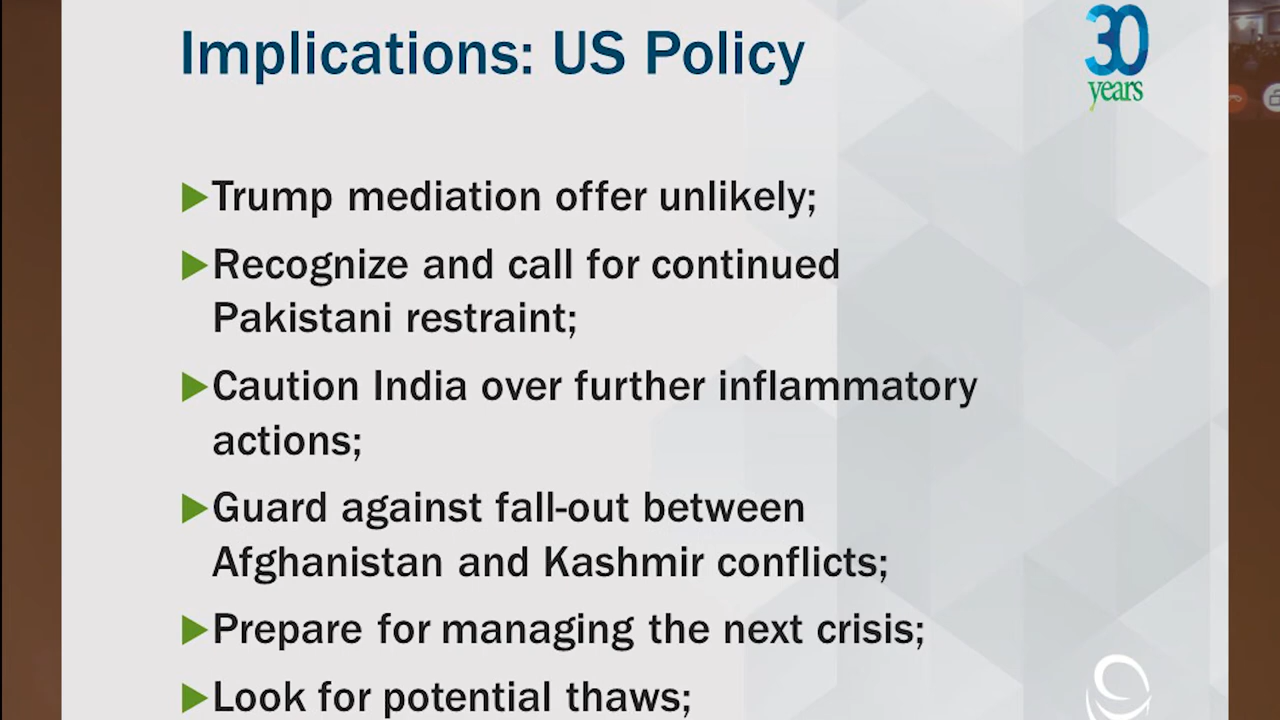 Implications: US Policy
30
years
Trump mediation offer unlikely;
Recognize and call for continued
Pakistani restraint;
Caution India over further inflammatory
actions;
Guard against fall-out between
Afghanistan and Kashmir conflicts;
Prepare for managing the next crisis;
Look for potential thaws;